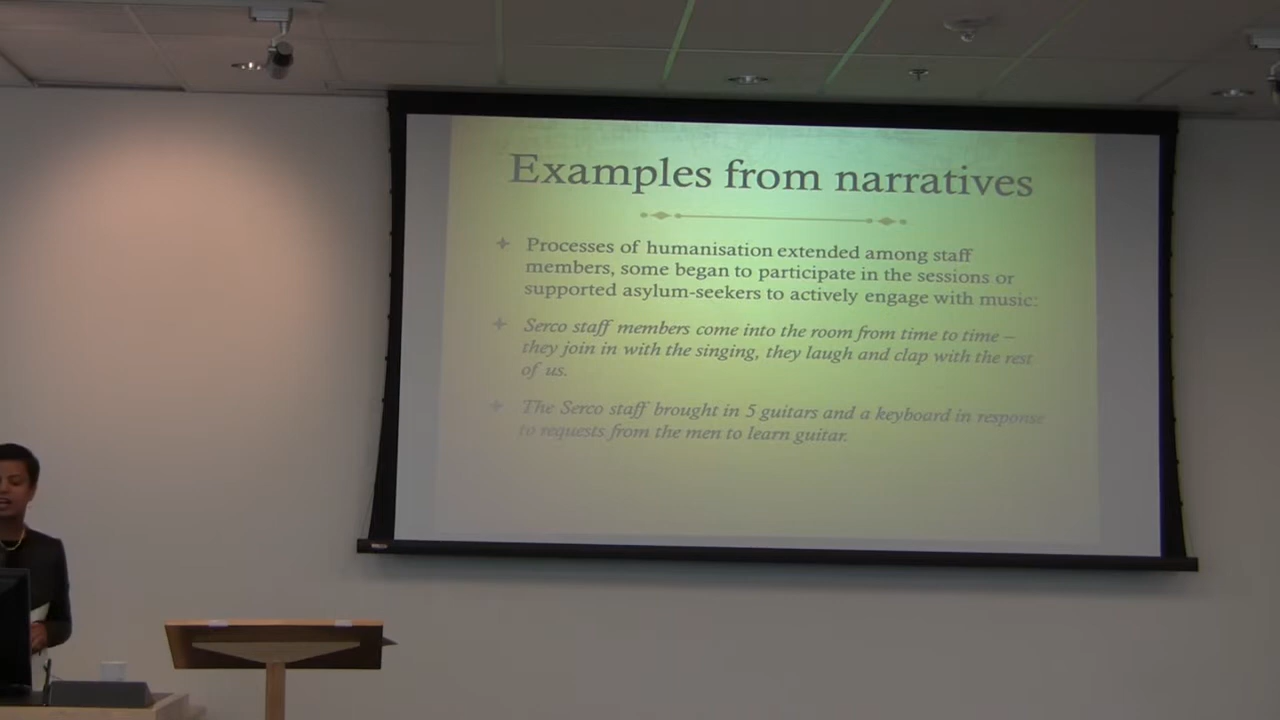 Examples from narratives
Processes of humanisation extended among staff
members, some began to participate in the sessions or
supported asylum-seekers to actively engage with music:
Serco staff members come into the room from time to time –
they join in with the singing, they laugh and clap with the rest
of us.
The Serco staff brought in 5 guitars and a keyboard in response
to requests from the men to learn guitar.